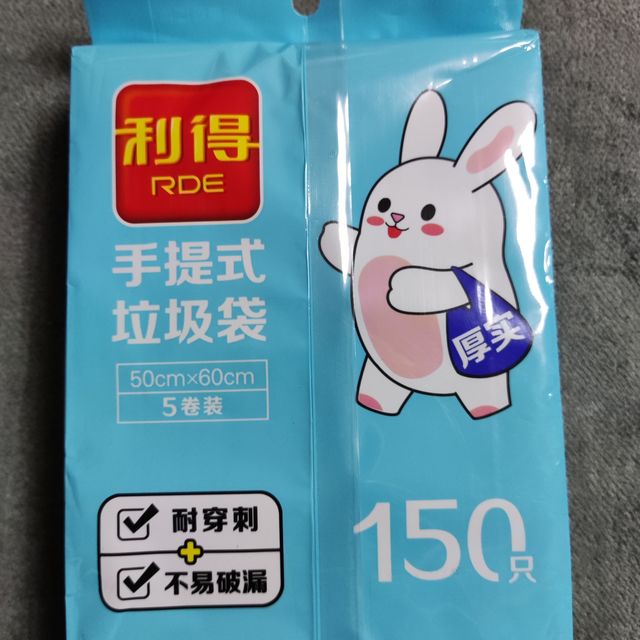 利得
RDE
手提式
垃圾袋
50cm×60cm
5卷装
厚实
耐穿刺
+
不易破漏
150只